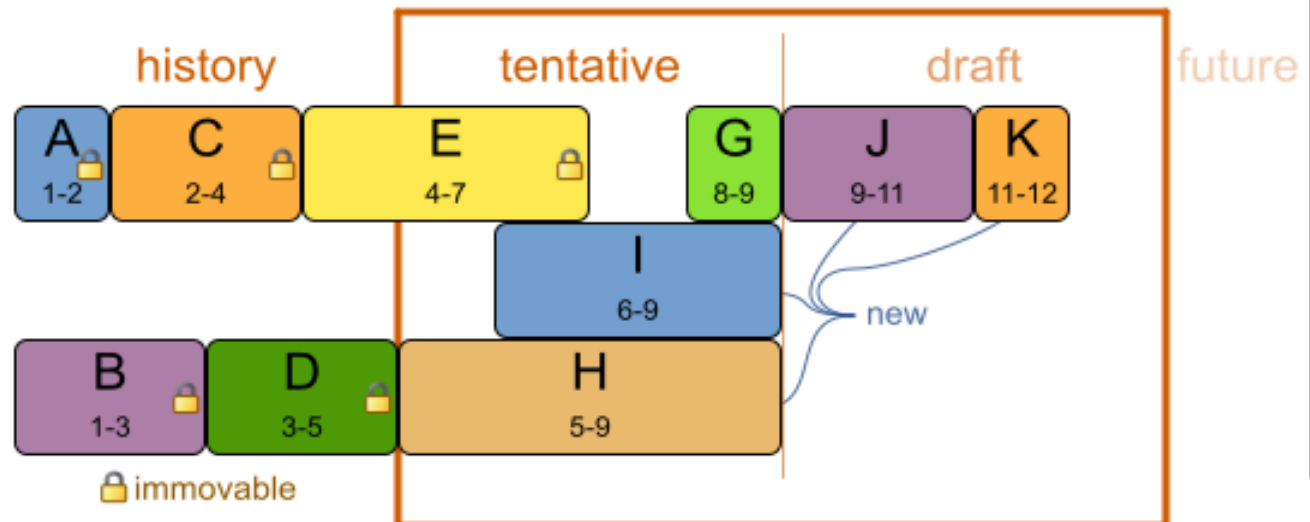 history
tentative
draft
future
A
1-2
C
2-4
E
4-7
G
8-9
J
9-11
K
11-12
I
6-9
new
B
1-3
D
3-5
H
5-9
immovable